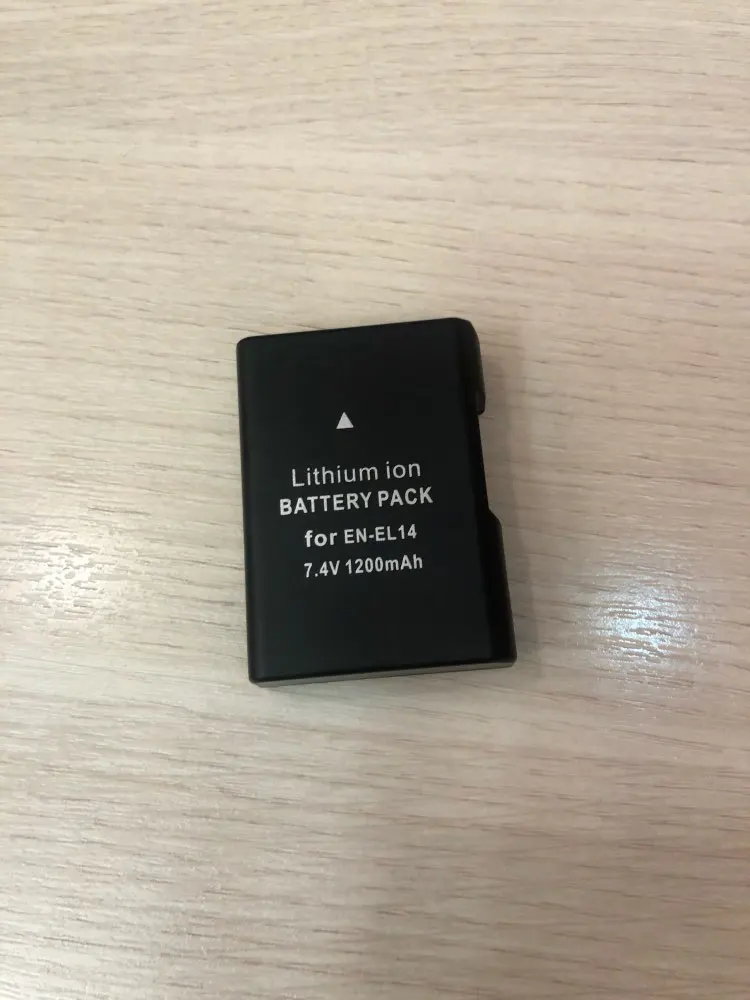 Lithium ion
BATTERY PACK
for EN-EL14
7.4V 1200mAh